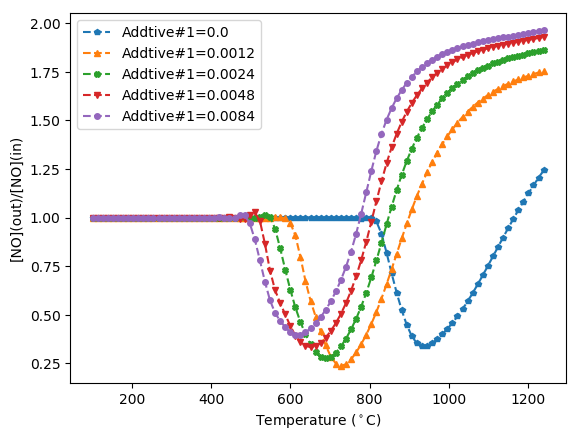 2.00
1.75
1.50
1.25
1.00
0.75
0.50
0.25
[NO](out)/[NO](in)
Addtive#1=0.0
Addtive#1=0.0012
Addtive#1=0.0024
Addtive#1=0.0048
Addtive#1=0.0084
200 400 600 800 1000 1200
Temperature (°C)